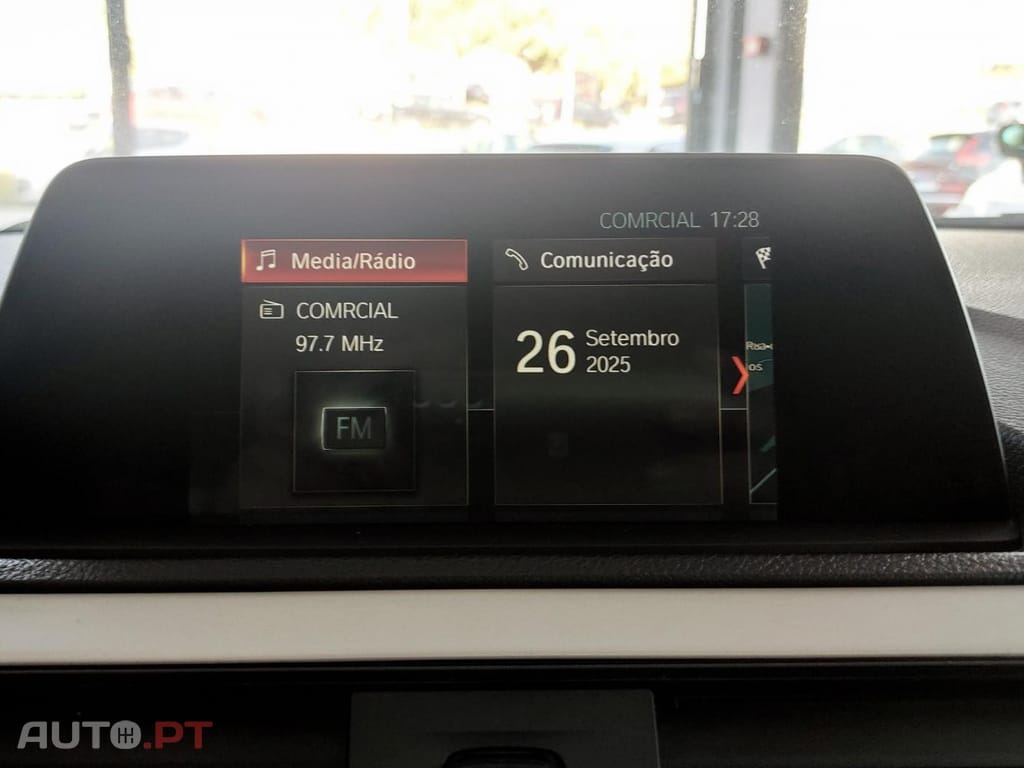 COMRCIAL 17:28
Media/Rádio
COMRCIAL
97.7 MHz
FM
Comunicação
26 Setembro
2025
AUTO.PT